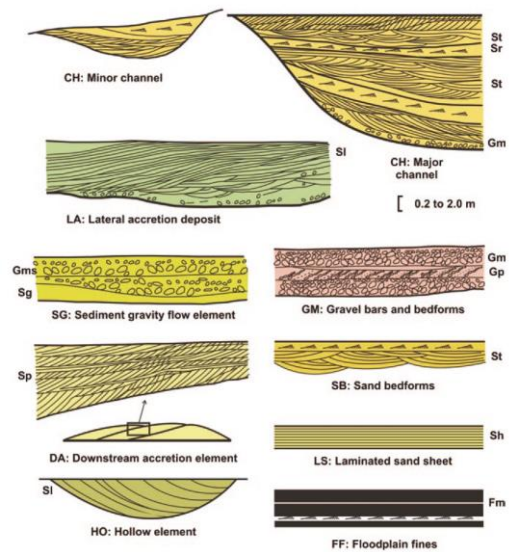 CH: Minor channel
St
Sr
St
Gm
CH: Major
channel
0.2 to 2.0 m
Sl
LA: Lateral accretion deposit
Gms
Sg
SG: Sediment gravity flow element
Gm
Gp
GM: Gravel bars and bedforms
Sp
DA: Downstream accretion element
St
SB: Sand bedforms
Sh
LS: Laminated sand sheet
Sl
HO: Hollow element
Fm
FF: Floodplain fines